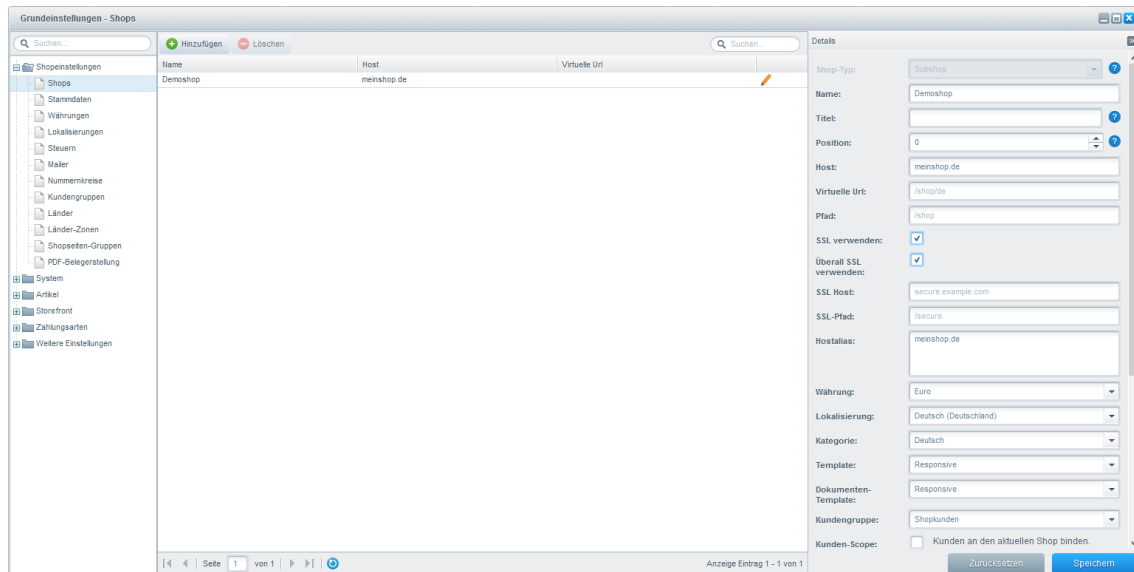 Grundeinstellungen - Shops
Suchen...
Shopeinstellungen
Shops
Stammdaten
Währungen
Lokalisierungen
Steuern
Mailer
Nummernkreise
Kundengruppen
Länder
Länder-Zonen
Shopseiten-Gruppen
PDF-Belegerstellung
System
Artikel
Storefront
Zahlungsarten
Weitere Einstellungen
Hinzufügen Löschen Suchen...
Name Host Virtuelle Url
Demoshop meinshop.de
Seite 1 von 1 Anzeige Eintrag 1 - 1 von 1
Details
Shop-Typ: Subshop
Name: Demoshop
Titel:
Position: 0
Host: meinshop.de
Virtuelle Url: /shop/de
Pfad: /shop
SSL verwenden:
Überall SSL
verwenden:
SSL Host: secure.example.com
SSL-Pfad: /secure
Hostalias: meinshop.de
Währung: Euro
Lokalisierung: Deutsch (Deutschland)
Kategorie: Deutsch
Template: Responsive
Dokumenten- Responsive
Template:
Kundengruppe: Shopkunden
Kunden-Scope: Kunden an den aktuellen Shop binden.
Zurücksetzen Speichern